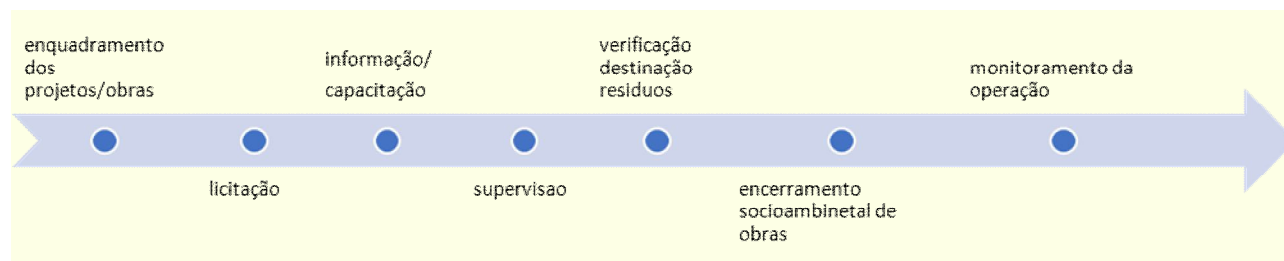 enquadramento
dos
projetos/obras
licitação
informação/
capacitação
supervisao
verificação
destinação
residuos
encerramento
socioambinetal de
obras
monitoramento da
operação